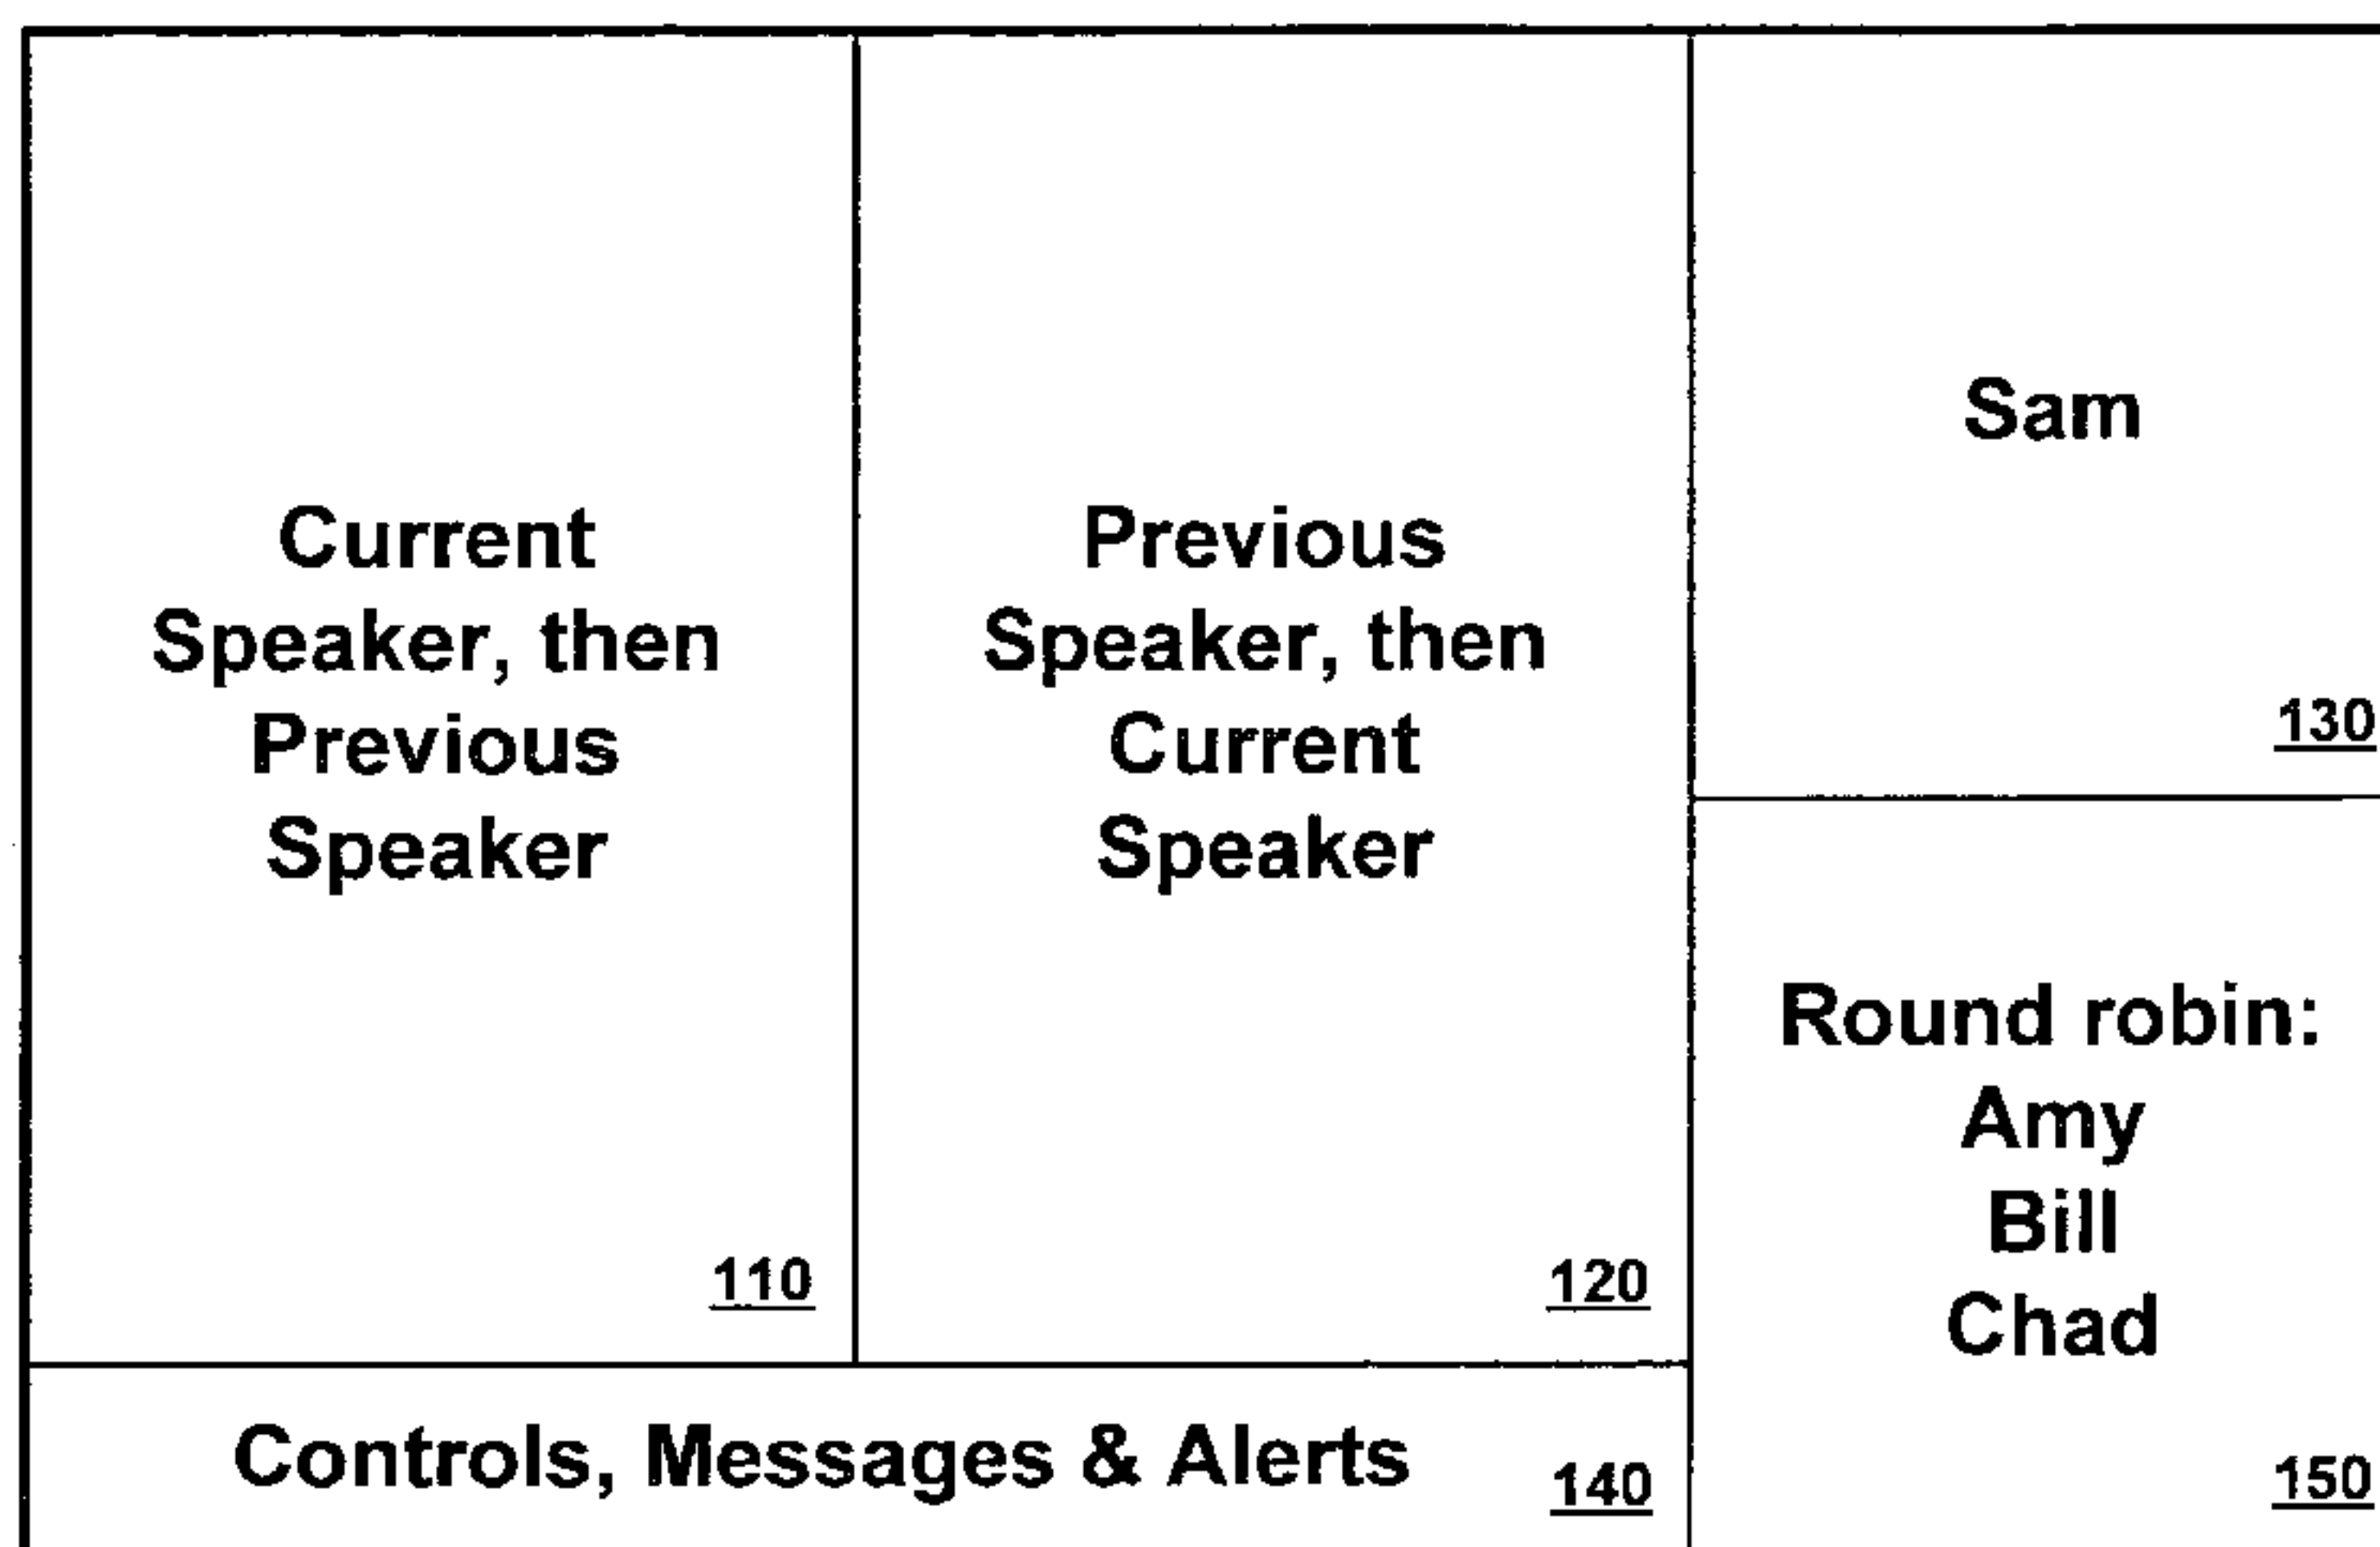 Current
Speaker, then
Previous
Speaker
110
Previous
Speaker, then
Current
Speaker
120
Sam
130
Round robin:
Amy
Bill
Chad
150
Controls, Messages & Alerts
140